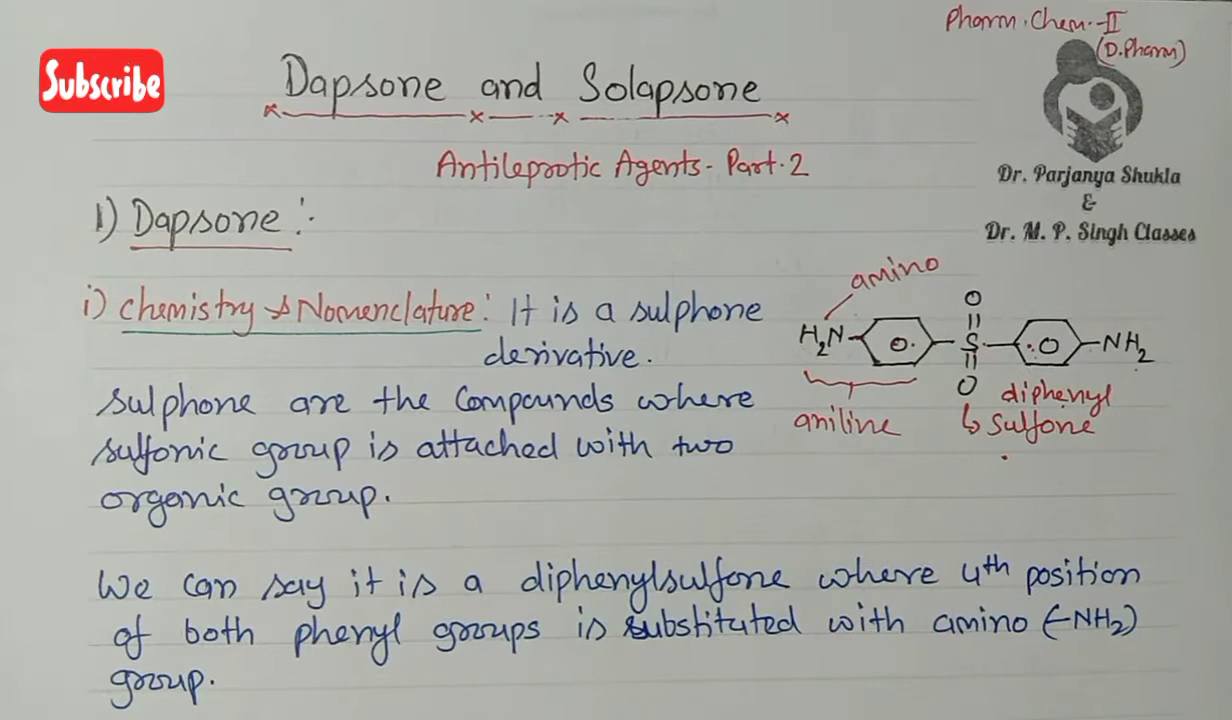 Pharm. Chem.-II
(D.Pharm)
Subscribe
Dapsone and Solapsone
Antileprotic Agents- Part-2
Dr. Parjanya Shukla
&
Dr. M. P. Singh Classes
1) Dapsone :-
i) Chemistry & Nomenclature: It is a sulphone
derivative.
amino
H2N- S -NH2
O
O
aniline
diphenyl
sulfone
Sulphone are the Compounds where
sulfonic group is attached with two
organic group.
We can say it is a diphenylsulfone where 4th position
of both phenyl groups is substituted with amino (-NH2)
group.